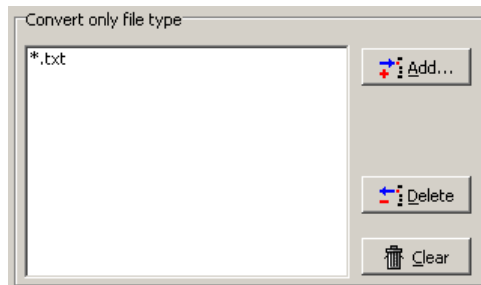 Convert only file type
*.txt
Add...
Delete
Clear